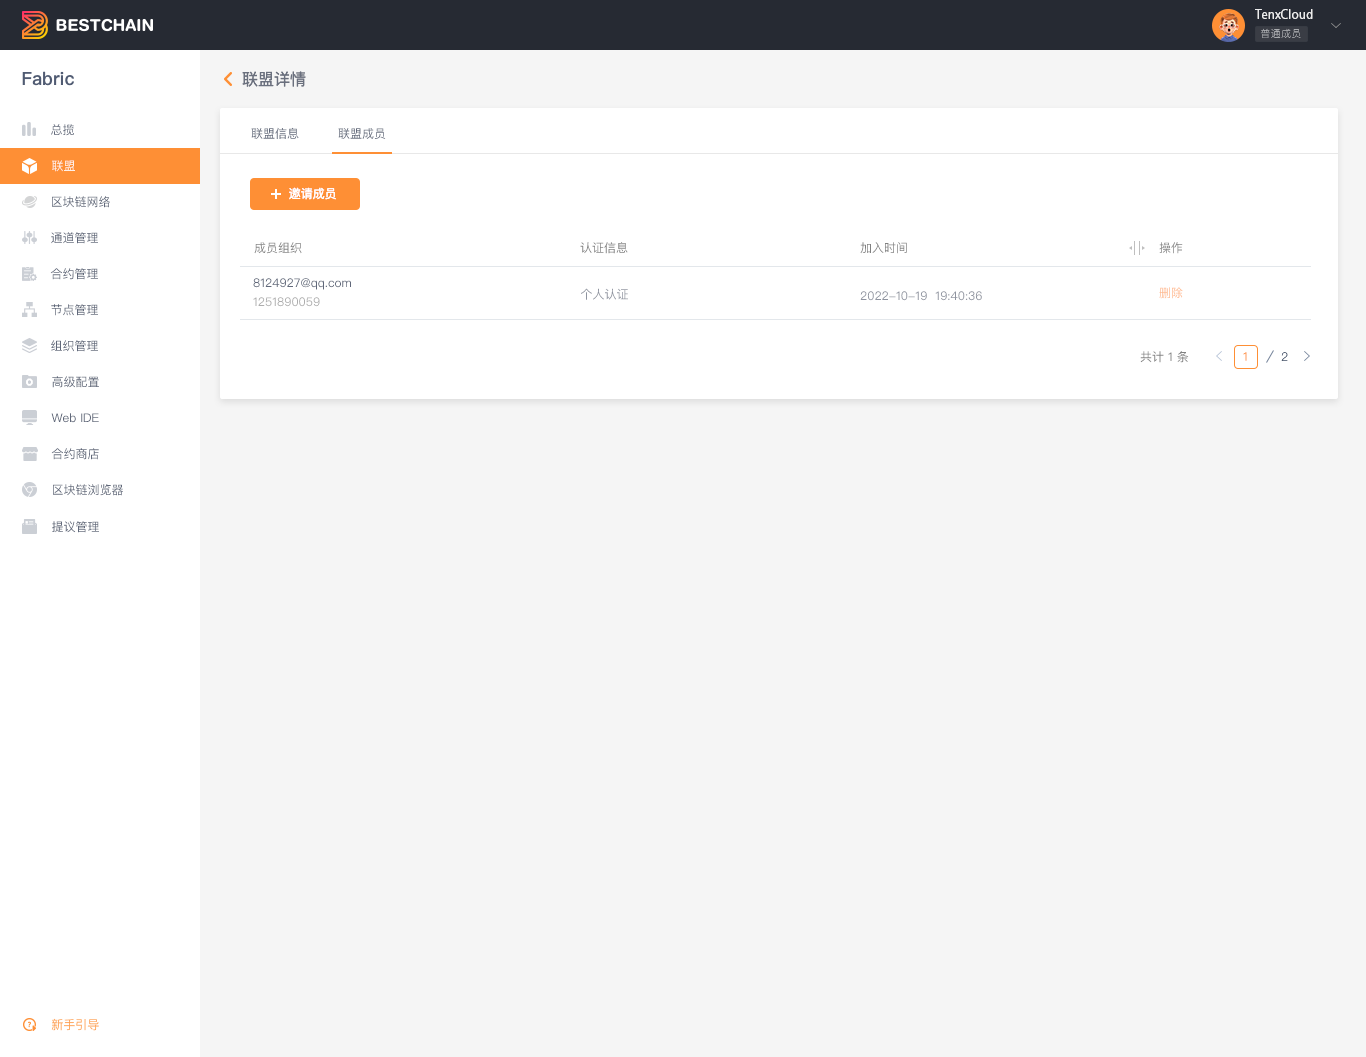 BESTCHAIN
TenxCloud
普通成员
Fabric
总揽
联盟
区块链网络
通道管理
合约管理
节点管理
组织管理
高级配置
Web IDE
合约商店
区块链浏览器
提议管理
新手引导
联盟详情
联盟信息 联盟成员
邀请成员
成员组织 认证信息 加入时间 操作
8124927@qq.com
1251890059
个人认证 2022-10-19 19:40:36 删除
共计 1 条 1 / 2